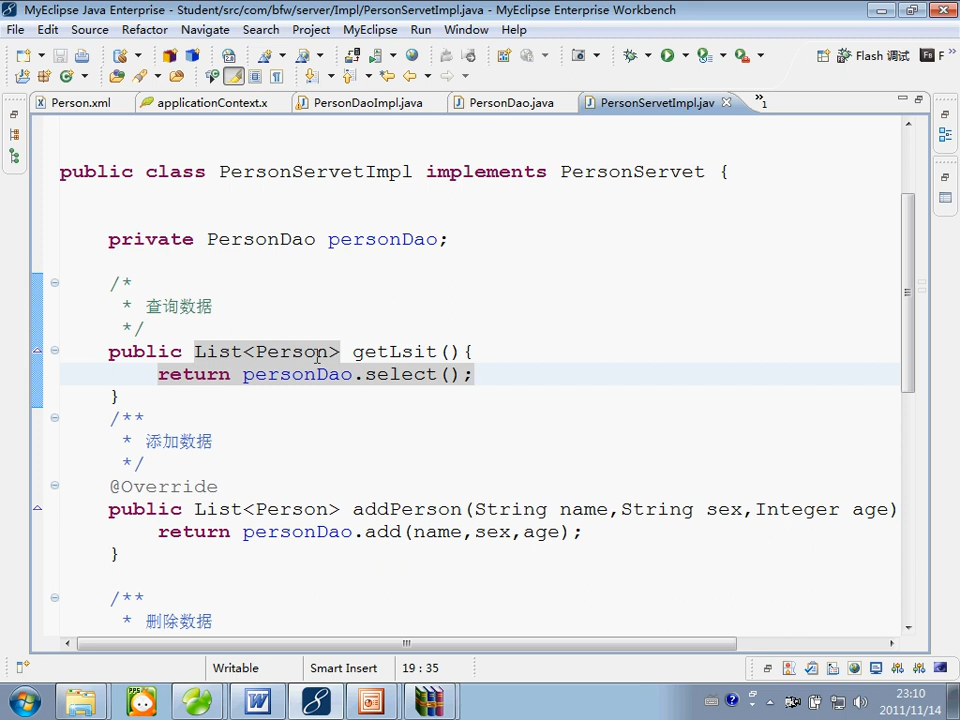 MyEclipse Java Enterprise - Student/src/com/bfw/server/Impl/PersonServetImpl.java - MyEclipse Enterprise Workbench
File Edit Source Refactor Navigate Search Project MyEclipse Run Window Help
Flash 调试 Fb F »
Person.xml applicationContext.x PersonDaoImpl.java PersonDao.java PersonServetImpl.jav »1
public class PersonServetImpl implements PersonServet {
private PersonDao personDao;
/*
* 查询数据
*/
public List<Person> getLsit(){
return personDao.select();
}
/**
* 添加数据
*/
@Override
public List<Person> addPerson(String name,String sex,Integer age)
return personDao.add(name,sex,age);
}
/**
* 删除数据
Writable Smart Insert 19 : 35
23:10
2011/11/14